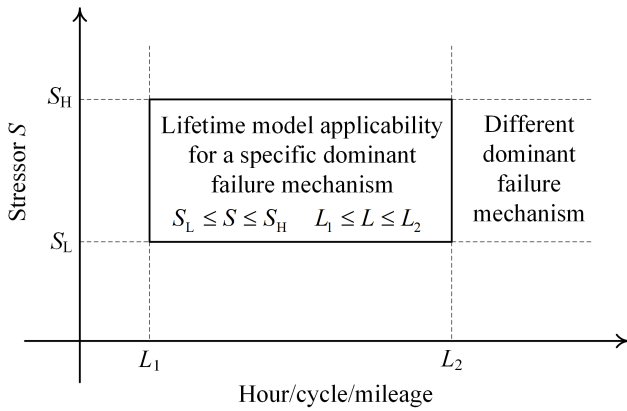 S_H
Lifetime model applicability
for a specific dominant
failure mechanism
S_L ≤ S ≤ S_H L_1 ≤ L ≤ L_2
Different
dominant
failure
mechanism
Stressor S
S_L
L_1
L_2
Hour/cycle/mileage